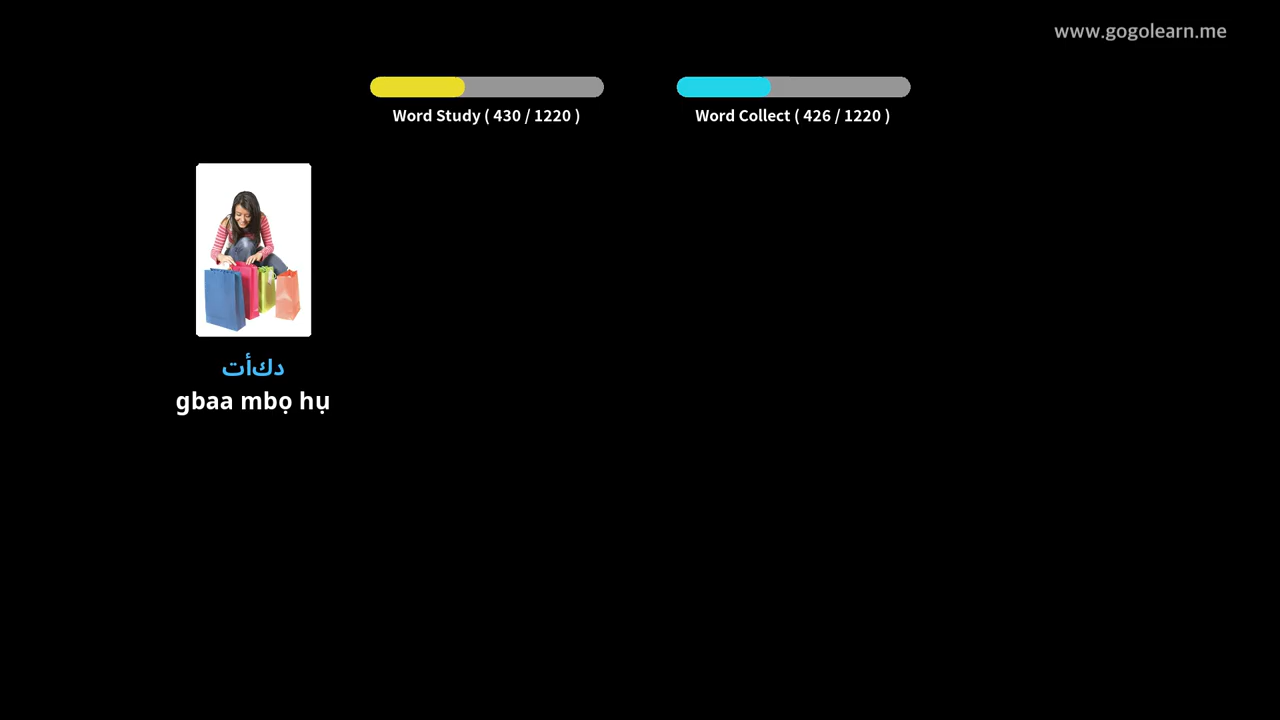 www.gogolearn.me
Word Study ( 430 / 1220 )
Word Collect ( 426 / 1220 )
دكأت
gbaa mbọ hụ